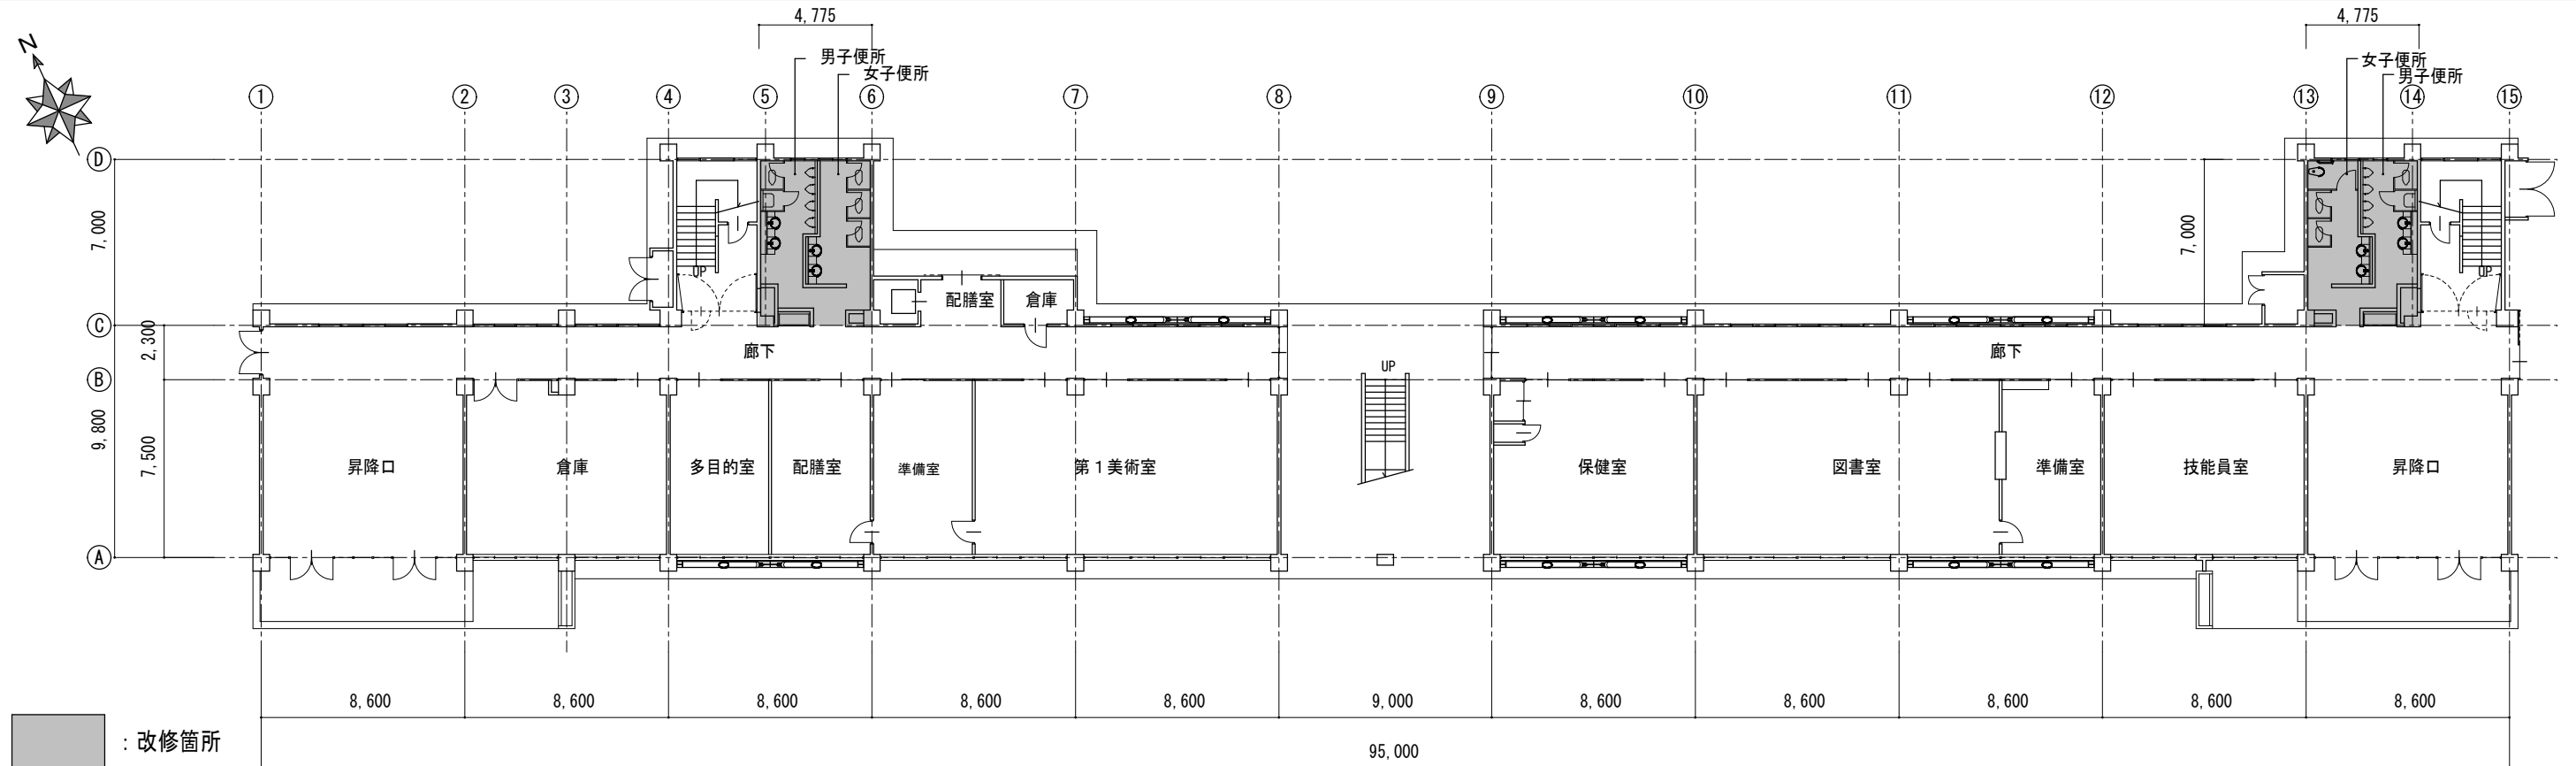 4,775
4,775
N
男子便所
女子便所
女子便所
男子便所
1
2
3
4
5
6
7
8
9
10
11
12
13
14
15
D
7,000
7,000
UP
UP
配膳室
倉庫
C
2,300
廊下
廊下
B
UP
9,800
7,500
昇降口
倉庫
多目的室
配膳室
準備室
第1美術室
保健室
図書室
準備室
技能員室
昇降口
A
8,600
8,600
8,600
8,600
8,600
9,000
8,600
8,600
8,600
8,600
8,600
:改修箇所
95,000